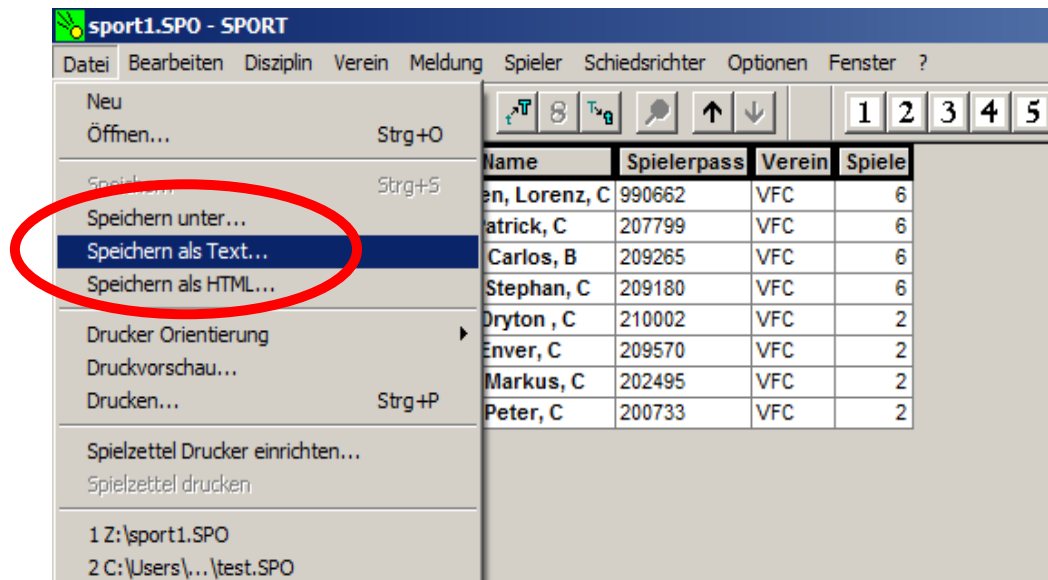 sport1.SPO - SPORT
Datei Bearbeiten Disziplin Verein Meldung Spieler Schiedsrichter Optionen Fenster ?
1 2 3 4 5
Neu
Öffnen... Strg+O
Speichern Strg+S
Speichern unter...
Speichern als Text...
Speichern als HTML...
Drucker Orientierung
Druckvorschau...
Drucken... Strg+P
Spielzettel Drucker einrichten...
Spielzettel drucken
1 Z:\sport1.SPO
2 C:\Users\...\test.SPO
Name Spielerpass Verein Spiele
en, Lorenz, C 990662 VFC 6
atrick, C 207799 VFC 6
Carlos, B 209265 VFC 6
Stephan, C 209180 VFC 6
Dryton , C 210002 VFC 2
Enver, C 209570 VFC 2
Markus, C 202495 VFC 2
Peter, C 200733 VFC 2